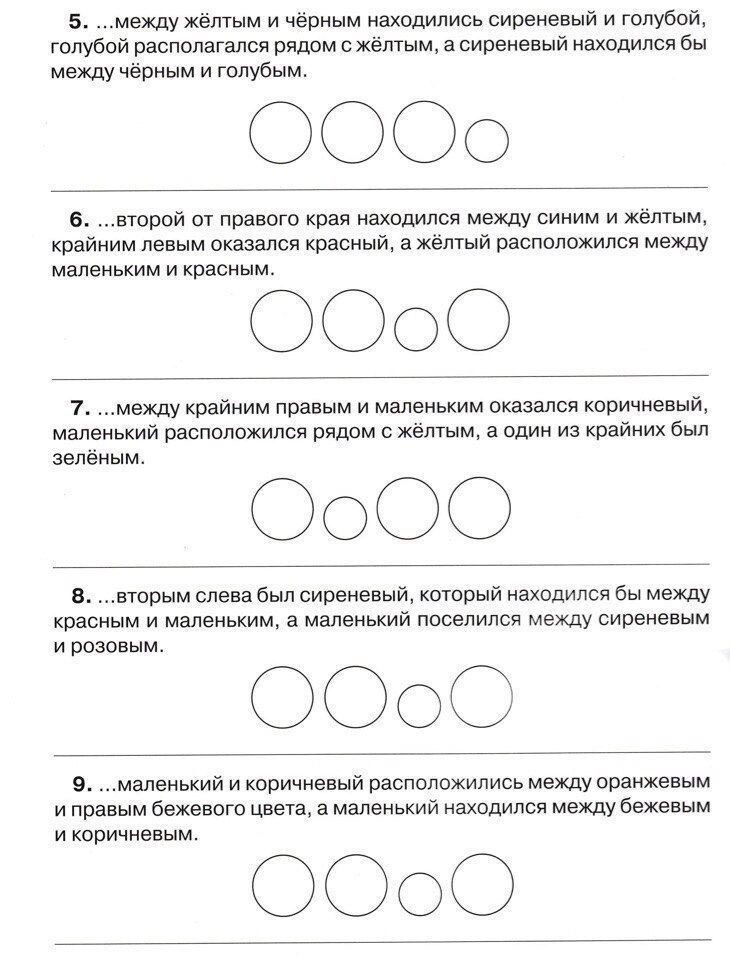 5. ...между жёлтым и чёрным находились сиреневый и голубой,
голубой располагался рядом с жёлтым, а сиреневый находился бы
между чёрным и голубым.
6. ...второй от правого края находился между синим и жёлтым,
крайним левым оказался красный, а жёлтый расположился между
маленьким и красным.
7. ...между крайним правым и маленьким оказался коричневый,
маленький расположился рядом с жёлтым, а один из крайних был
зелёным.
8. ...вторым слева был сиреневый, который находился бы между
красным и маленьким, а маленький поселился между сиреневым
и розовым.
9. ...маленький и коричневый расположились между оранжевым
и правым бежевого цвета, а маленький находился между бежевым
и коричневым.